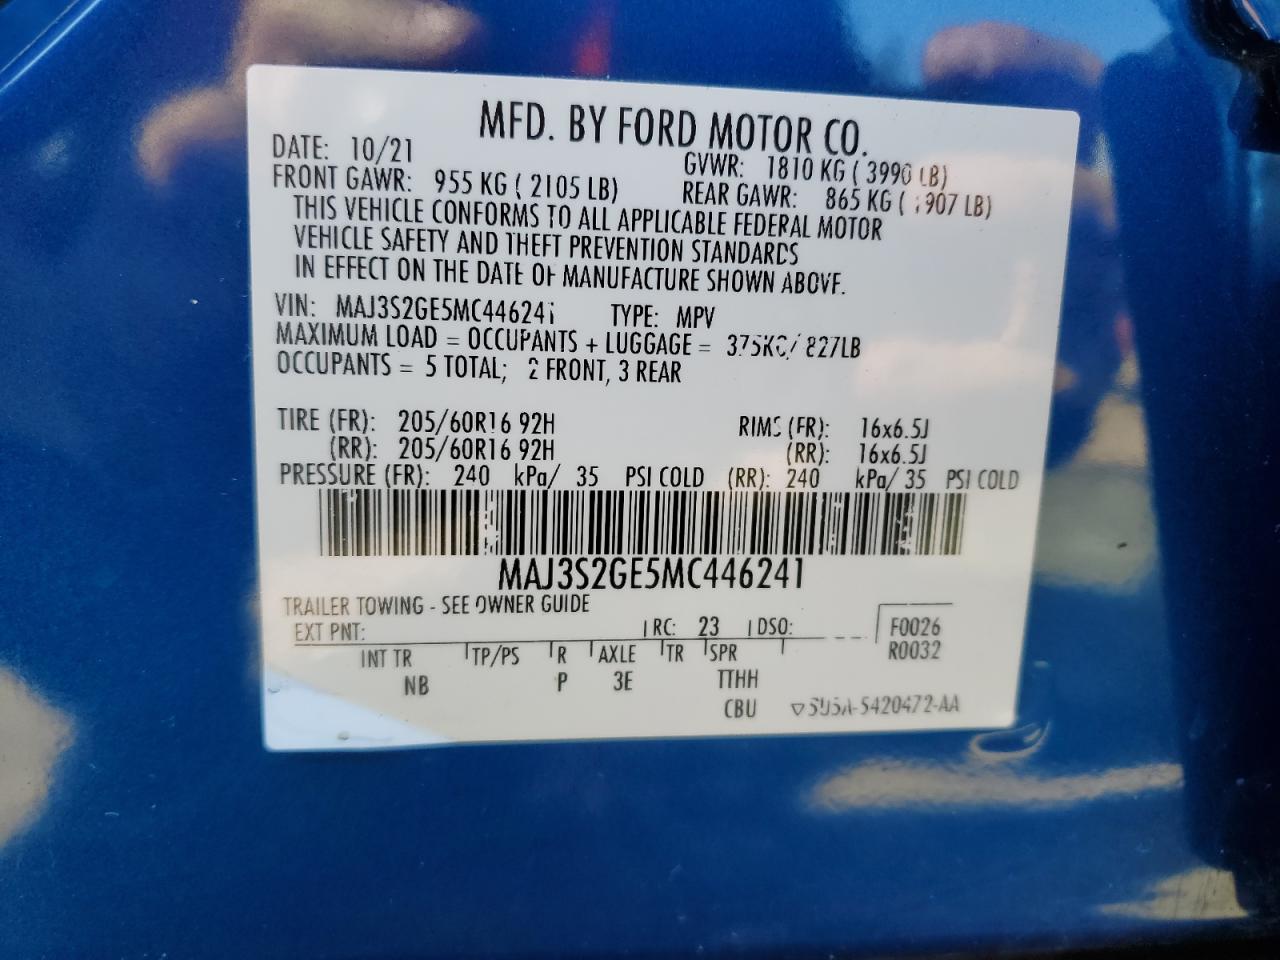 MFD. BY FORD MOTOR CO.
DATE: 10/21 GVWR: 1810 KG ( 3990 LB)
FRONT GAWR: 955 KG ( 2105 LB) REAR GAWR: 865 KG ( 1907 LB)
THIS VEHICLE CONFORMS TO ALL APPLICABLE FEDERAL MOTOR
VEHICLE SAFETY AND THEFT PREVENTION STANDARDS
IN EFFECT ON THE DATE OF MANUFACTURE SHOWN ABOVE.
VIN: MAJ3S2GE5MC446241 TYPE: MPV
MAXIMUM LOAD = OCCUPANTS + LUGGAGE = 375KG/ 827LB
OCCUPANTS = 5 TOTAL; 2 FRONT, 3 REAR
TIRE (FR): 205/60R16 92H RIMS (FR): 16x6.5J
(RR): 205/60R16 92H (RR): 16x6.5J
PRESSURE (FR): 240 kPa/ 35 PSI COLD (RR): 240 kPa/ 35 PSI COLD
MAJ3S2GE5MC446241
TRAILER TOWING - SEE OWNER GUIDE
EXT PNT: RC: 23 DSO: F0026
R0032
INT TR TP/PS R AXLE TR SPR
NB P 3E TTHH
CBU